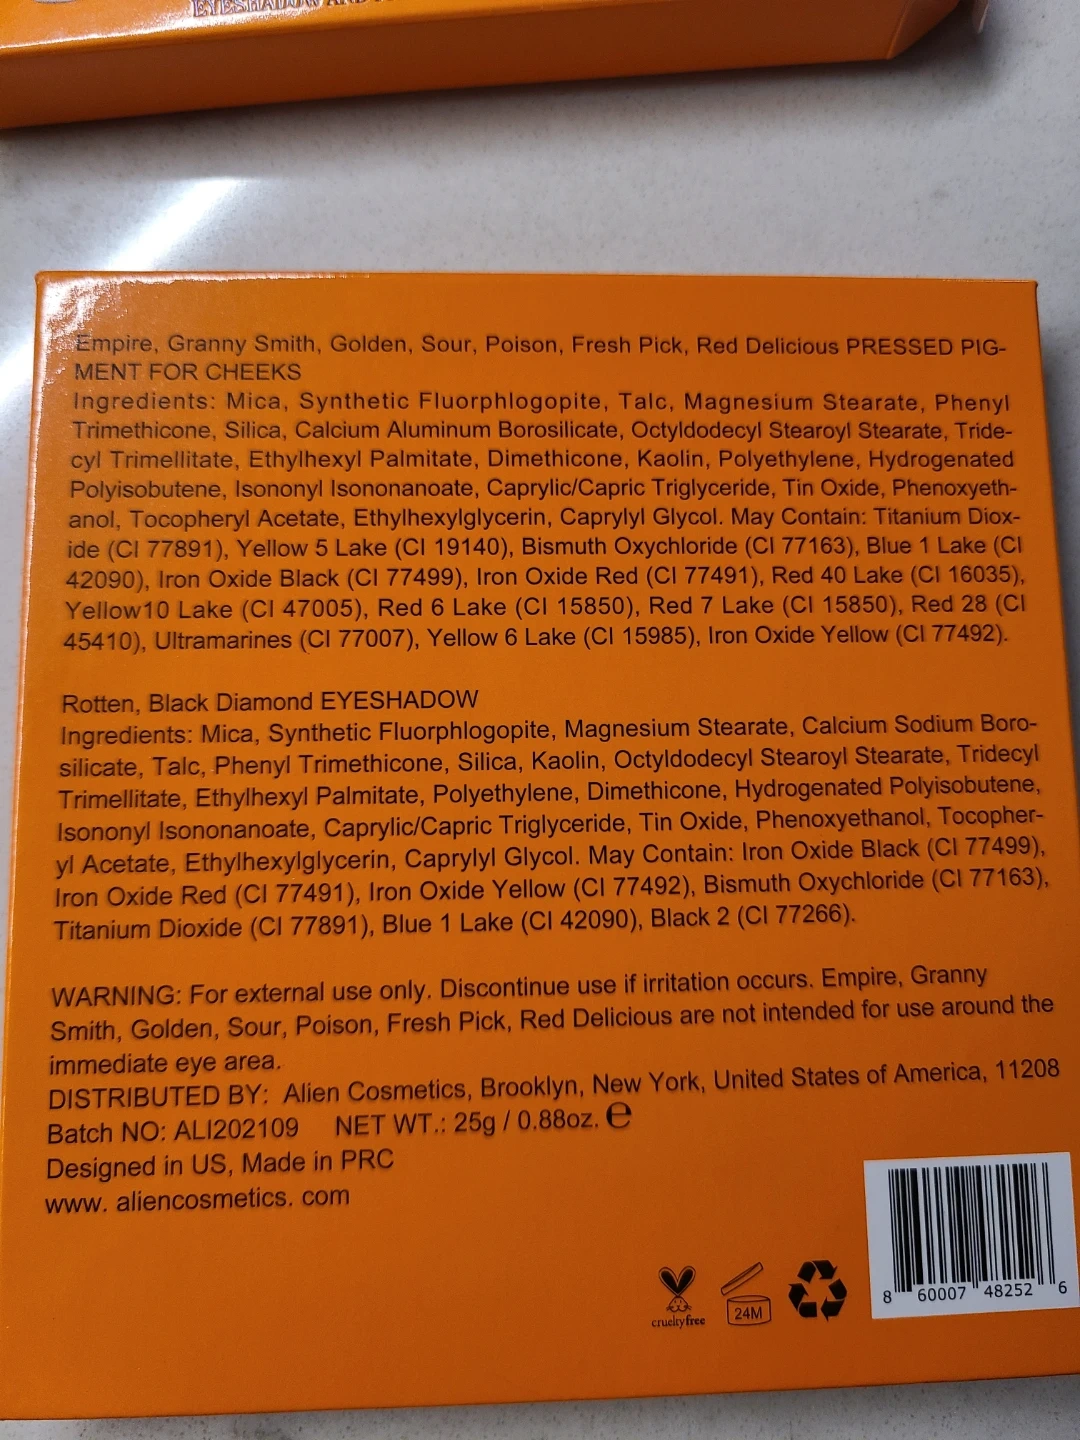 EYESHADOW AND
Empire, Granny Smith, Golden, Sour, Poison, Fresh Pick, Red Delicious PRESSED PIG-
MENT FOR CHEEKS
Ingredients: Mica, Synthetic Fluorphlogopite, Talc, Magnesium Stearate, Phenyl
Trimethicone, Silica, Calcium Aluminum Borosilicate, Octyldodecyl Stearoyl Stearate, Tride-
cyl Trimellitate, Ethylhexyl Palmitate, Dimethicone, Kaolin, Polyethylene, Hydrogenated
Polyisobutene, Isononyl Isononanoate, Caprylic/Capric Triglyceride, Tin Oxide, Phenoxyeth-
anol, Tocopheryl Acetate, Ethylhexylglycerin, Caprylyl Glycol. May Contain: Titanium Diox-
ide (CI 77891), Yellow 5 Lake (CI 19140), Bismuth Oxychloride (CI 77163), Blue 1 Lake (CI
42090), Iron Oxide Black (CI 77499), Iron Oxide Red (CI 77491), Red 40 Lake (CI 16035),
Yellow10 Lake (CI 47005), Red 6 Lake (CI 15850), Red 7 Lake (CI 15850), Red 28 (CI
45410), Ultramarines (CI 77007), Yellow 6 Lake (CI 15985), Iron Oxide Yellow (CI 77492).
Rotten, Black Diamond EYESHADOW
Ingredients: Mica, Synthetic Fluorphlogopite, Magnesium Stearate, Calcium Sodium Boro-
silicate, Talc, Phenyl Trimethicone, Silica, Kaolin, Octyldodecyl Stearoyl Stearate, Tridecyl
Trimellitate, Ethylhexyl Palmitate, Polyethylene, Dimethicone, Hydrogenated Polyisobutene,
Isononyl Isononanoate, Caprylic/Capric Triglyceride, Tin Oxide, Phenoxyethanol, Tocopher-
yl Acetate, Ethylhexylglycerin, Caprylyl Glycol. May Contain: Iron Oxide Black (CI 77499),
Iron Oxide Red (CI 77491), Iron Oxide Yellow (CI 77492), Bismuth Oxychloride (CI 77163),
Titanium Dioxide (CI 77891), Blue 1 Lake (CI 42090), Black 2 (CI 77266).
WARNING: For external use only. Discontinue use if irritation occurs. Empire, Granny
Smith, Golden, Sour, Poison, Fresh Pick, Red Delicious are not intended for use around the
immediate eye area.
DISTRIBUTED BY: Alien Cosmetics, Brooklyn, New York, United States of America, 11208
Batch NO: ALI202109 NET WT.: 25g / 0.88oz. ℮
Designed in US, Made in PRC
www. aliencosmetics. com
crueltyfree
24M
8 60007 48252 6